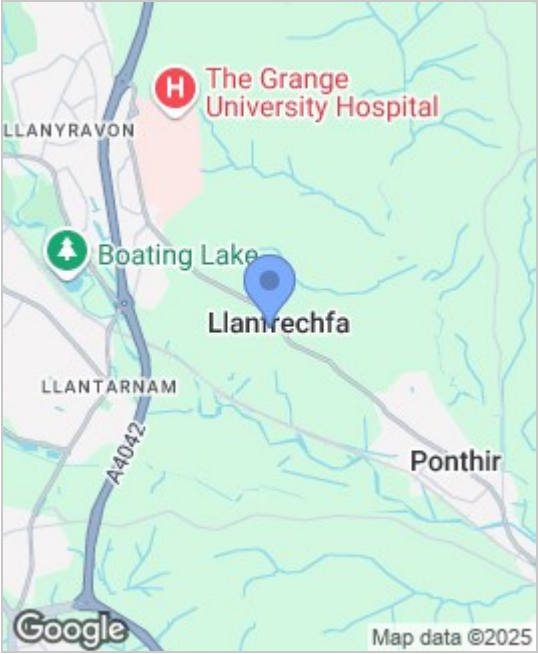 H
The Grange
University Hospital
LLANYRAVON
Boating Lake
Llanfrechfa
LLANTARNAM
A4042
Ponthir
Google
Map data ©2025